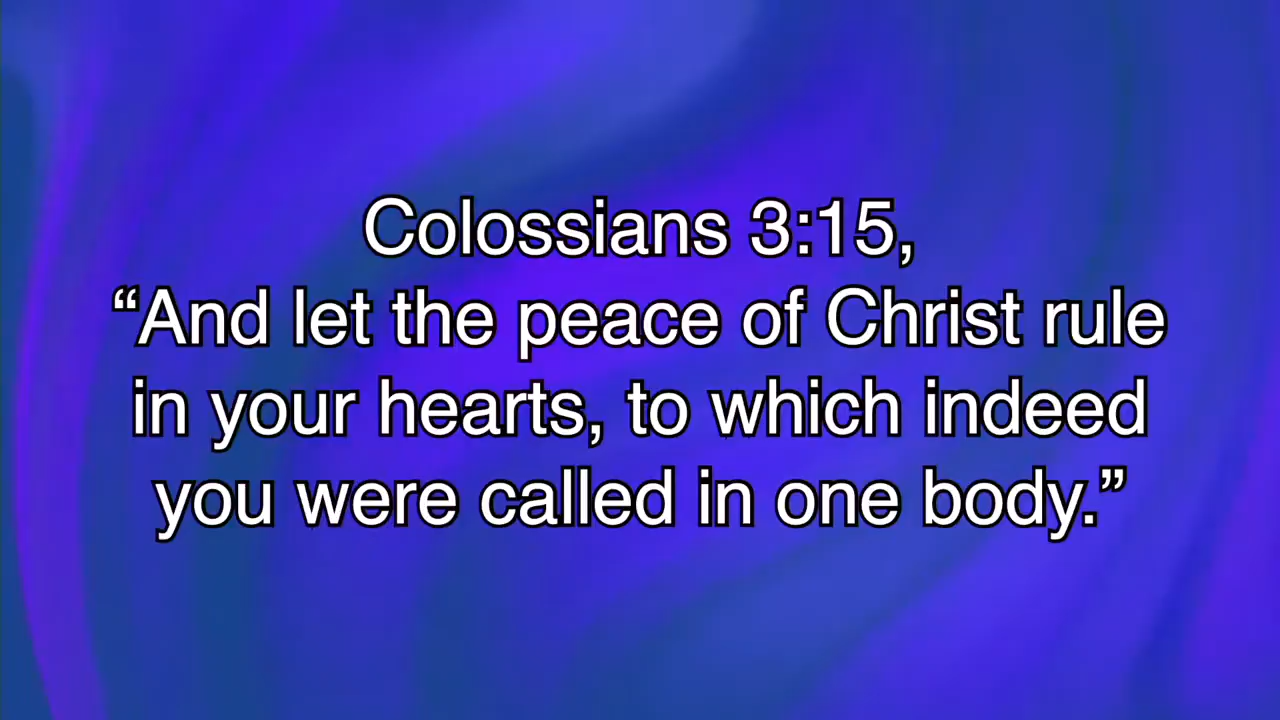 Colossians 3:15,
“And let the peace of Christ rule
in your hearts, to which indeed
you were called in one body.”